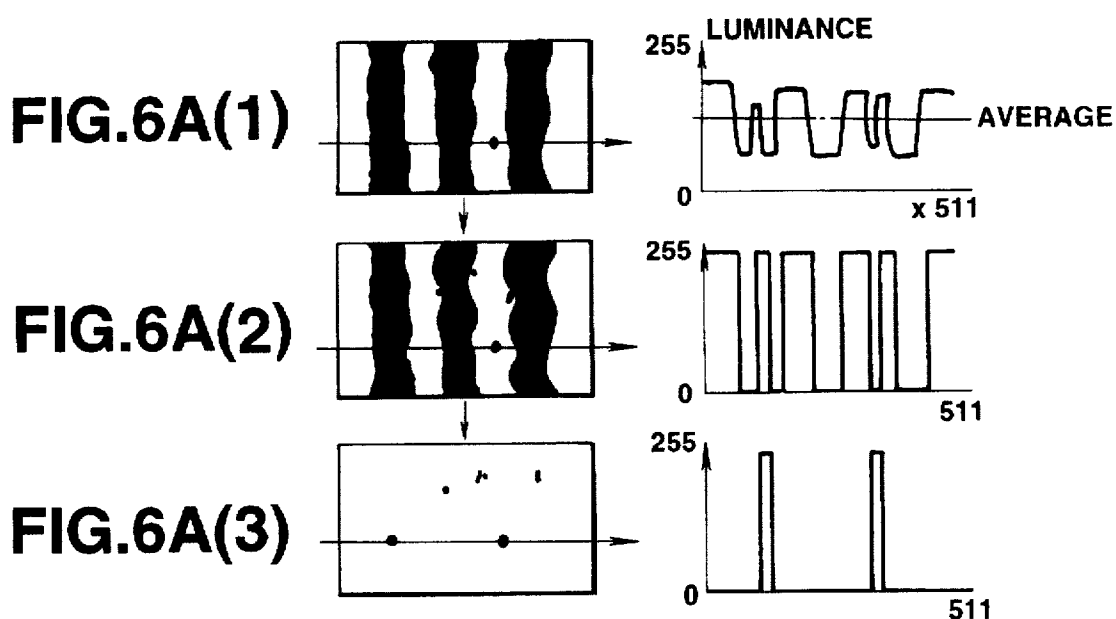 LUMINANCE
255
FIG.6A(1)
AVERAGE
0
x 511
255
FIG.6A(2)
0
511
255
FIG.6A(3)
0
511